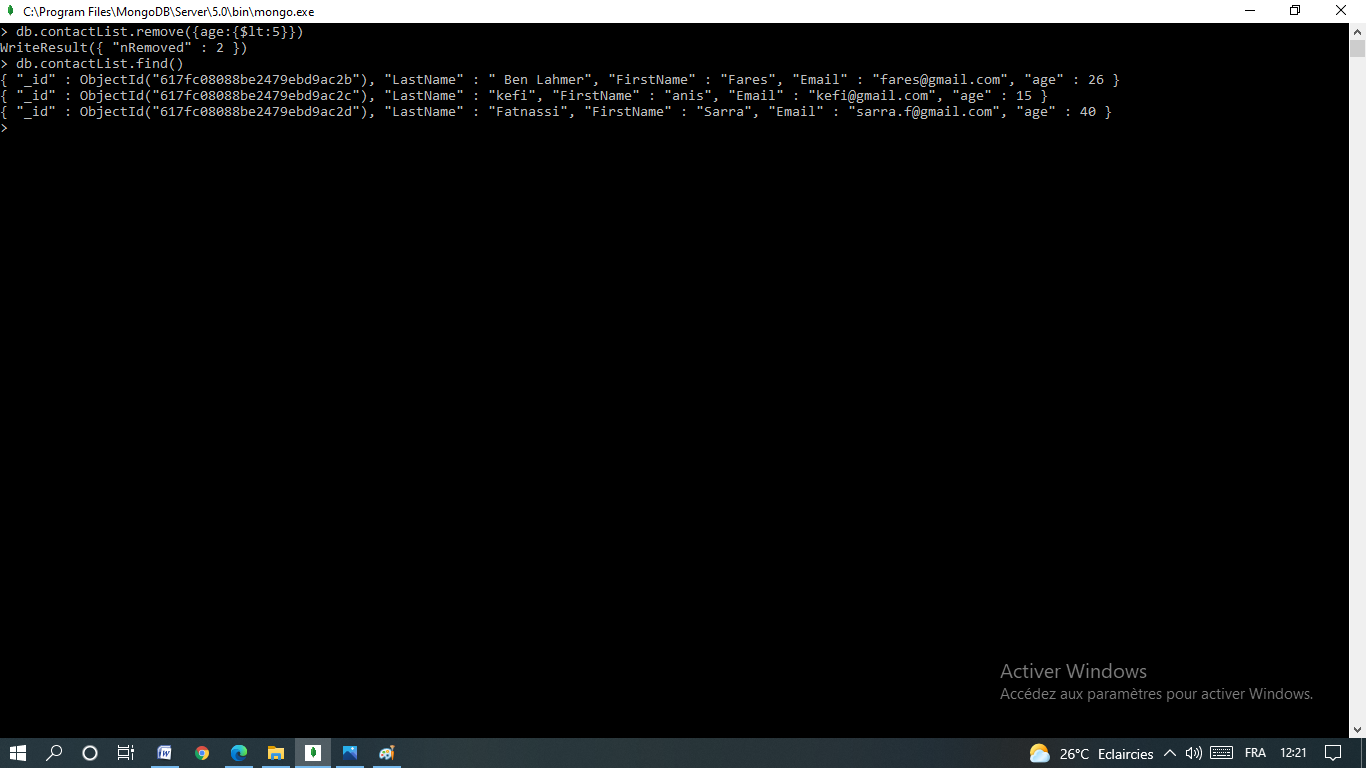 C:\Program Files\MongoDB\Server\5.0\bin\mongo.exe
> db.contactList.remove({age:{$lt:5}})
WriteResult({ "nRemoved" : 2 })
> db.contactList.find()
{ "_id" : ObjectId("617fc08088be2479ebd9ac2b"), "LastName" : " Ben Lahmer", "FirstName" : "Fares", "Email" : "fares@gmail.com", "age" : 26 }
{ "_id" : ObjectId("617fc08088be2479ebd9ac2c"), "LastName" : "kefi", "FirstName" : "anis", "Email" : "kefi@gmail.com", "age" : 15 }
{ "_id" : ObjectId("617fc08088be2479ebd9ac2d"), "LastName" : "Fatnassi", "FirstName" : "Sarra", "Email" : "sarra.f@gmail.com", "age" : 40 }
>
Activer Windows
Accédez aux paramètres pour activer Windows.
26°C Eclaircies FRA 12:21